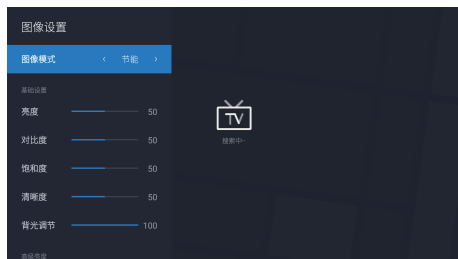 图像设置
图像模式 ‹ 节能 ›
基础设置
亮度 50
对比度 50
饱和度 50
清晰度 50
背光调节 100
TV
搜索中...